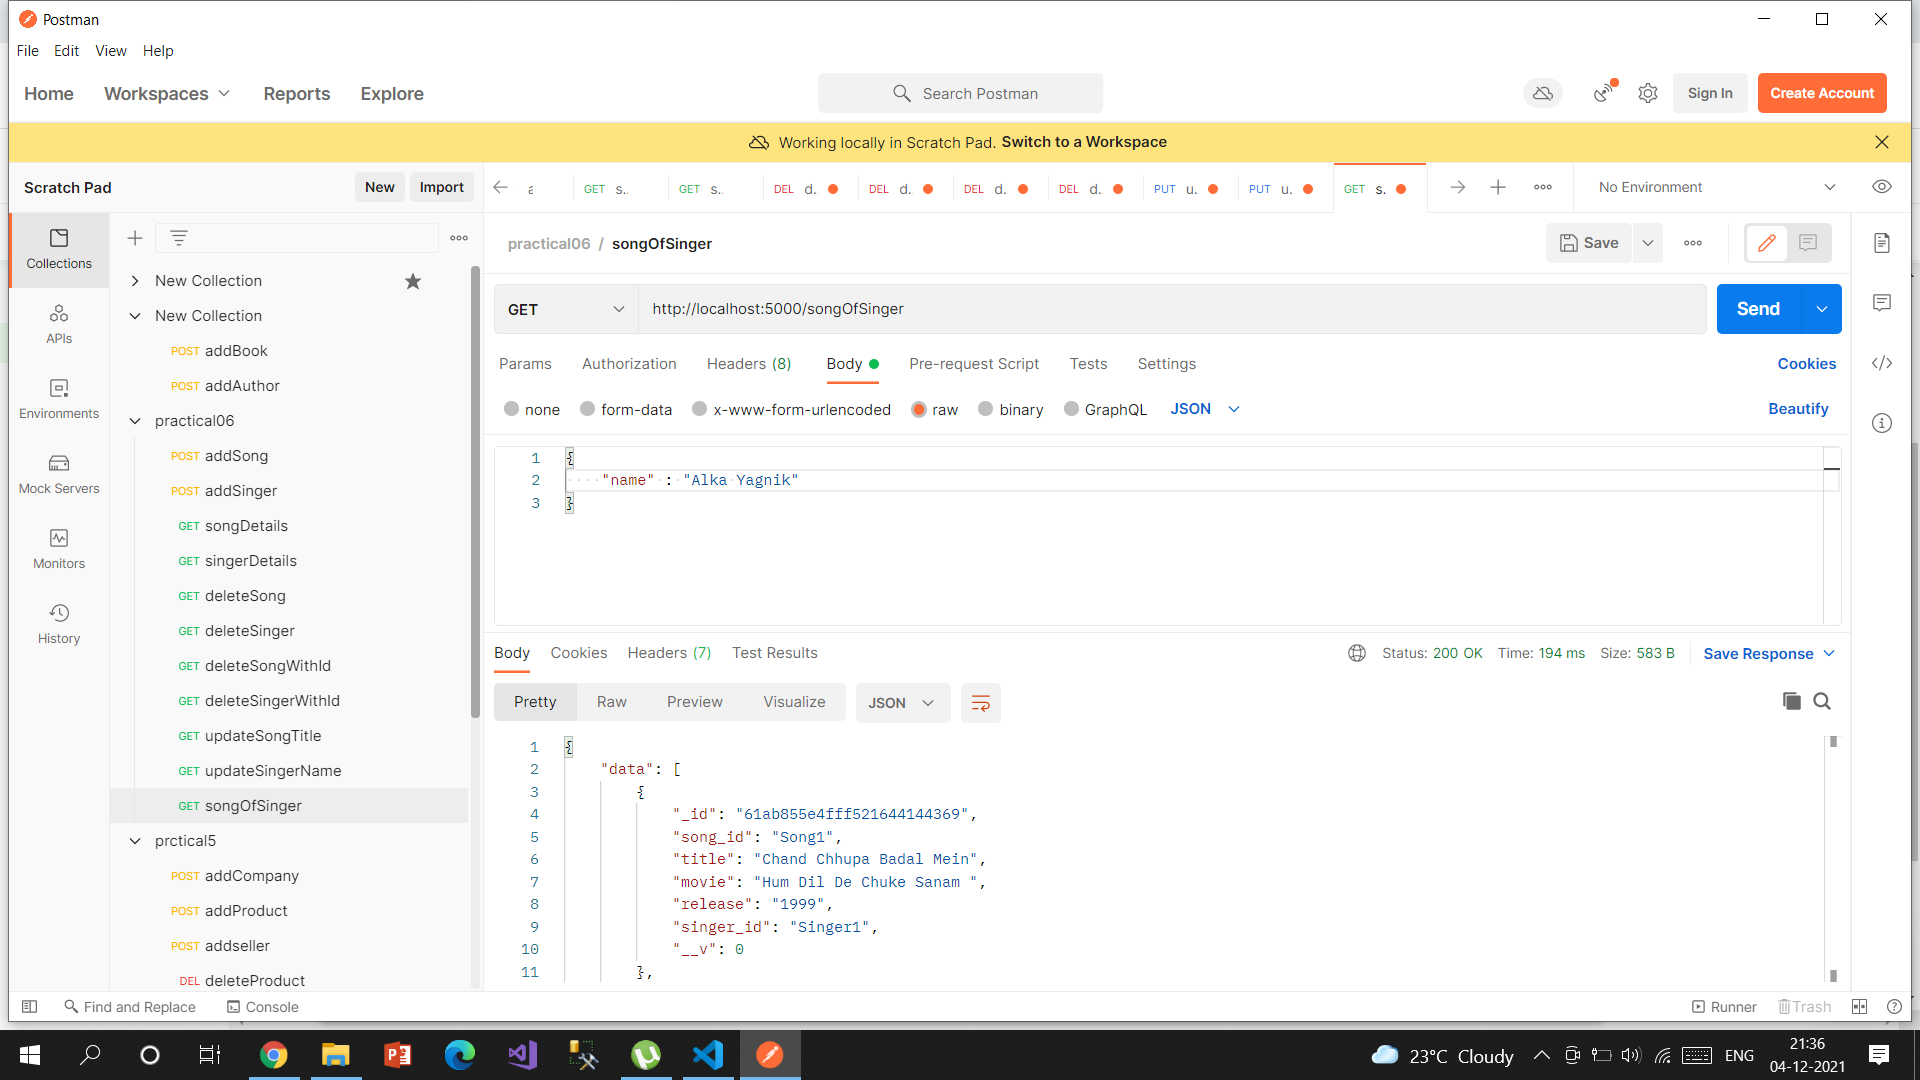 Postman
File Edit View Help
Home Workspaces Reports Explore Search Postman Sign In Create Account
Working locally in Scratch Pad. Switch to a Workspace
Scratch Pad New Import
GET s.. GET s.. DEL d. DEL d. DEL d. DEL d. PUT u. PUT u. GET s. No Environment
Collections
APIs
Environments
Mock Servers
Monitors
History
New Collection
New Collection
POST addBook
POST addAuthor
practical06
POST addSong
POST addSinger
GET songDetails
GET singerDetails
GET deleteSong
GET deleteSinger
GET deleteSongWithId
GET deleteSingerWithId
GET updateSongTitle
GET updateSingerName
GET songOfSinger
prctical5
POST addCompany
POST addProduct
POST addseller
DEL deleteProduct
practical06 / songOfSinger Save
GET http://localhost:5000/songOfSinger Send
Params Authorization Headers (8) Body Pre-request Script Tests Settings Cookies
none form-data x-www-form-urlencoded raw binary GraphQL JSON Beautify
1 {
2 "name" : "Alka Yagnik"
3 }
Body Cookies Headers (7) Test Results Status: 200 OK Time: 194 ms Size: 583 B Save Response
Pretty Raw Preview Visualize JSON
1 {
2 "data": [
3 {
4 "_id": "61ab855e4fff521644144369",
5 "song_id": "Song1",
6 "title": "Chand Chhupa Badal Mein",
7 "movie": "Hum Dil De Chuke Sanam ",
8 "release": "1999",
9 "singer_id": "Singer1",
10 "__v": 0
11 },
Find and Replace Console Runner Trash
23°C Cloudy ENG 21:36
04-12-2021